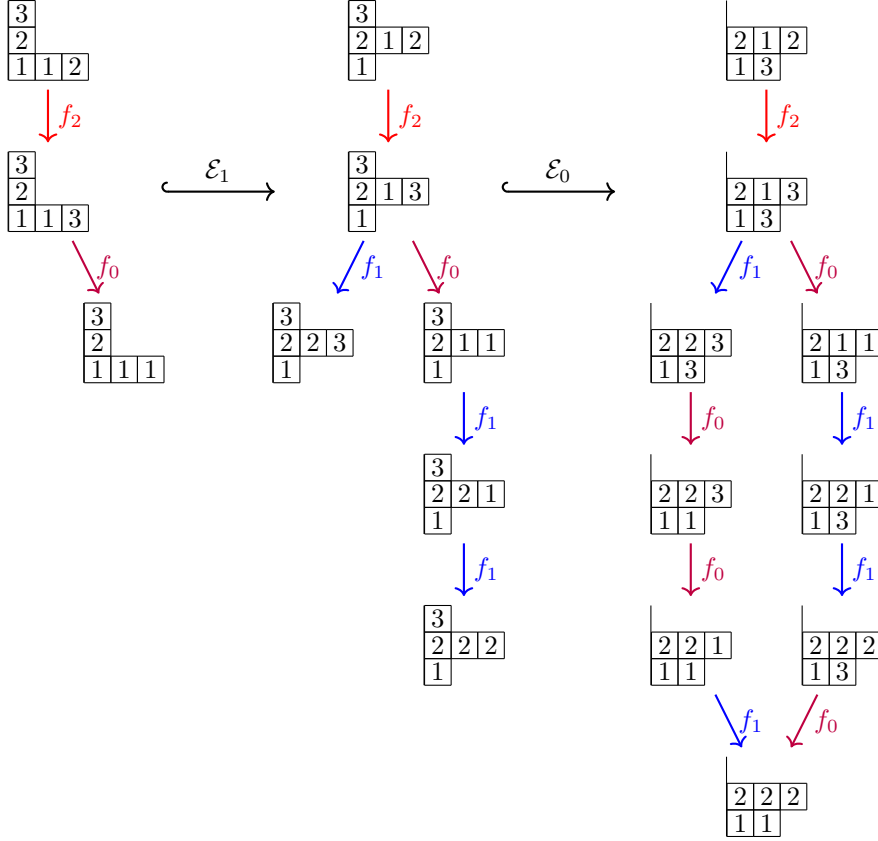 3 3
2 2 1 2 2 1 2
1 1 2 1 1 3
f₂ f₂ f₂
3 ℰ₁ 3 ℰ₀
2 2 1 3 2 1 3
1 1 3 1 1 3
f₀ f₁ f₀ f₁ f₀
3 3 3
2 2 2 3 2 1 1 2 2 3 2 1 1
1 1 1 1 1 1 3 1 3
f₁ f₀ f₁
3
2 2 1 2 2 3 2 2 1
1 1 1 1 3
f₁ f₀ f₁
3
2 2 2 2 2 1 2 2 2
1 1 1 1 3
f₁ f₀
2 2 2
1 1